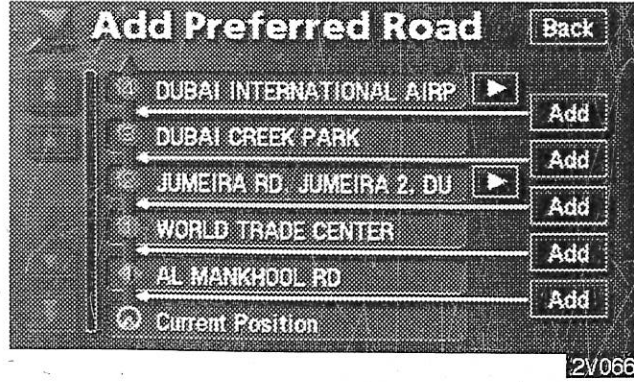 Add Preferred Road Back
DUBAI INTERNATIONAL AIRP
Add
DUBAI CREEK PARK
Add
JUMEIRA RD, JUMEIRA 2, DU
Add
WORLD TRADE CENTER
Add
AL MANKHOOL RD
Add
Current Position
2V066